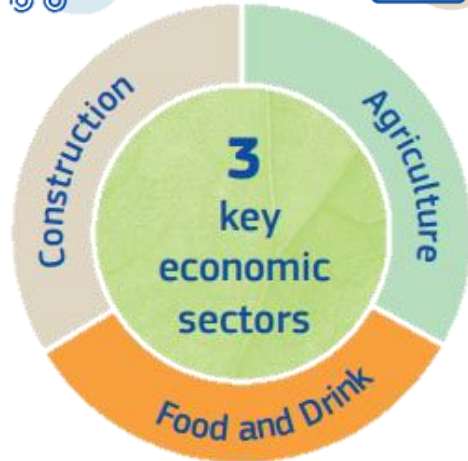 Construction
Agriculture
3
key
economic
sectors
Food and Drink